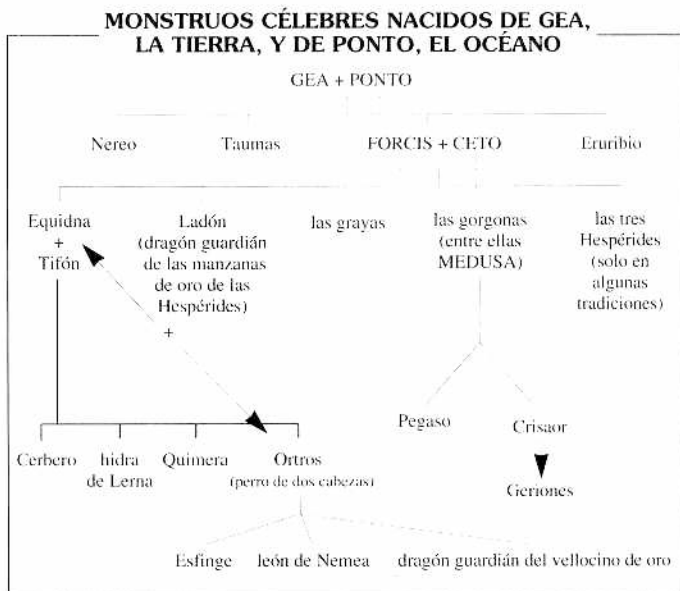 MONSTRUOS CÉLEBRES NACIDOS DE GEA,
LA TIERRA, Y DE PONTO, EL OCÉANO
GEA + PONTO
Nereo Taumas FORCIS + CETO Eruribio
Equidna
+
Tifón
Ladón
(dragón guardián
de las manzanas
de oro de las
Hespérides)
+
las grayas
las gorgonas
(entre ellas
MEDUSA)
las tres
Hespérides
(solo en
algunas
tradiciones)
Pegaso Crisaor
Geriones
Cerbero
hidra
de Lerna
Quimera
Ortros
(perro de dos cabezas)
Esfinge león de Nemea dragón guardián del vellocino de oro